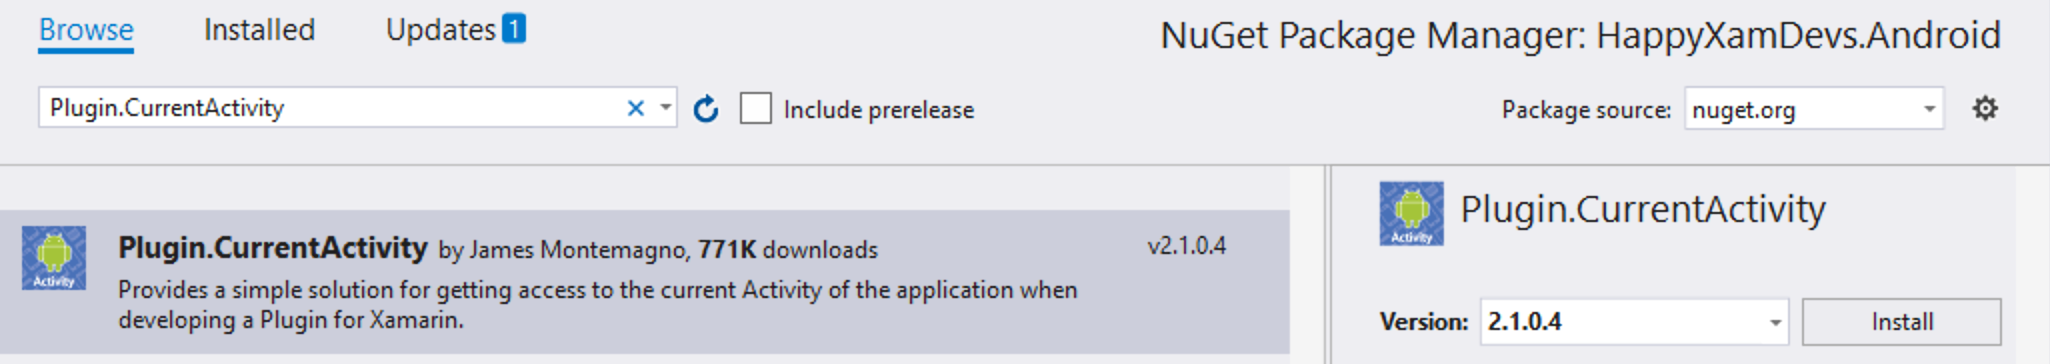 Browse Installed Updates 1
NuGet Package Manager: HappyXamDevs.Android
Plugin.CurrentActivity
Include prerelease
Package source: nuget.org
Activity
Plugin.CurrentActivity by James Montemagno, 771K downloads
v2.1.0.4
Provides a simple solution for getting access to the current Activity of the application when
developing a Plugin for Xamarin.
Activity
Plugin.CurrentActivity
Version: 2.1.0.4
Install